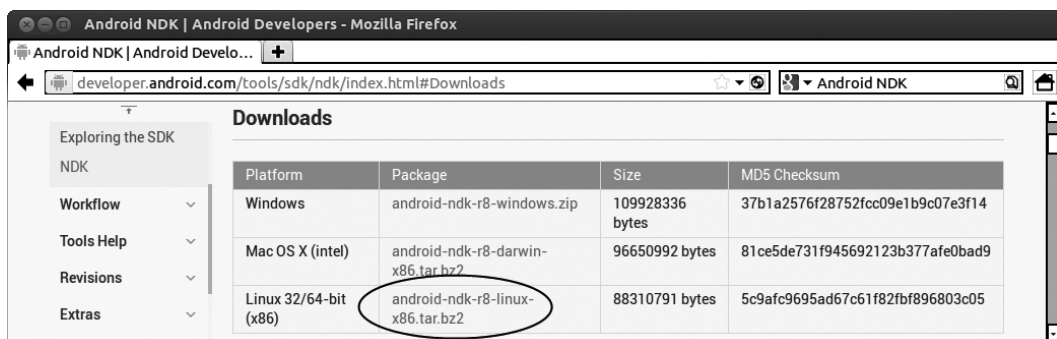 Android NDK | Android Developers - Mozilla Firefox
Android NDK | Android Develo...
developer.android.com/tools/sdk/ndk/index.html#Downloads
Android NDK
Exploring the SDK
NDK
Workflow
Tools Help
Revisions
Extras
Downloads
Platform Package Size MD5 Checksum
Windows android-ndk-r8-windows.zip 109928336 37b1a2576f28752fcc09e1b9c07e3f14
bytes
Mac OS X (intel) android-ndk-r8-darwin- 96650992 bytes 81ce5de731f945692123b377afe0bad9
x86.tar.bz2
Linux 32/64-bit android-ndk-r8-linux- 88310791 bytes 5c9afc9695ad67c61f82fbf896803c05
(x86) x86.tar.bz2